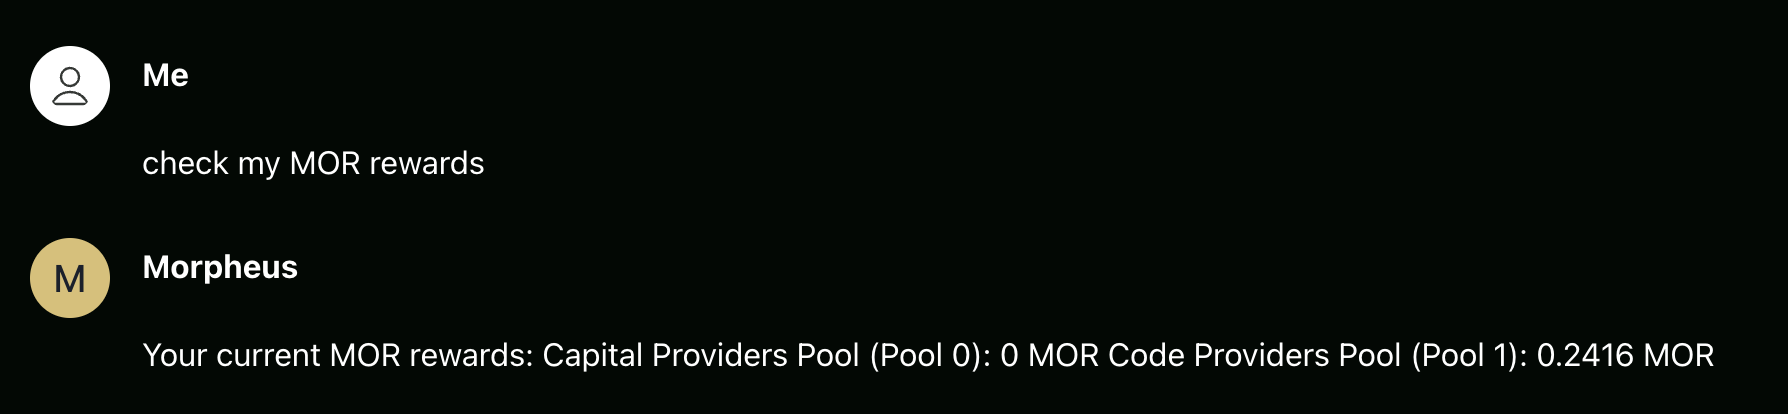 Me
check my MOR rewards
M
Morpheus
Your current MOR rewards: Capital Providers Pool (Pool 0): 0 MOR Code Providers Pool (Pool 1): 0.2416 MOR